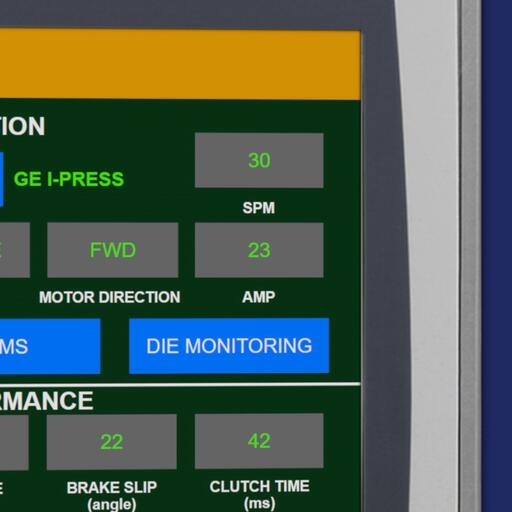 TION
GE I-PRESS
30
SPM
FWD
23
MOTOR DIRECTION
AMP
MS
DIE MONITORING
RMANCE
22
42
BRAKE SLIP
(angle)
CLUTCH TIME
(ms)